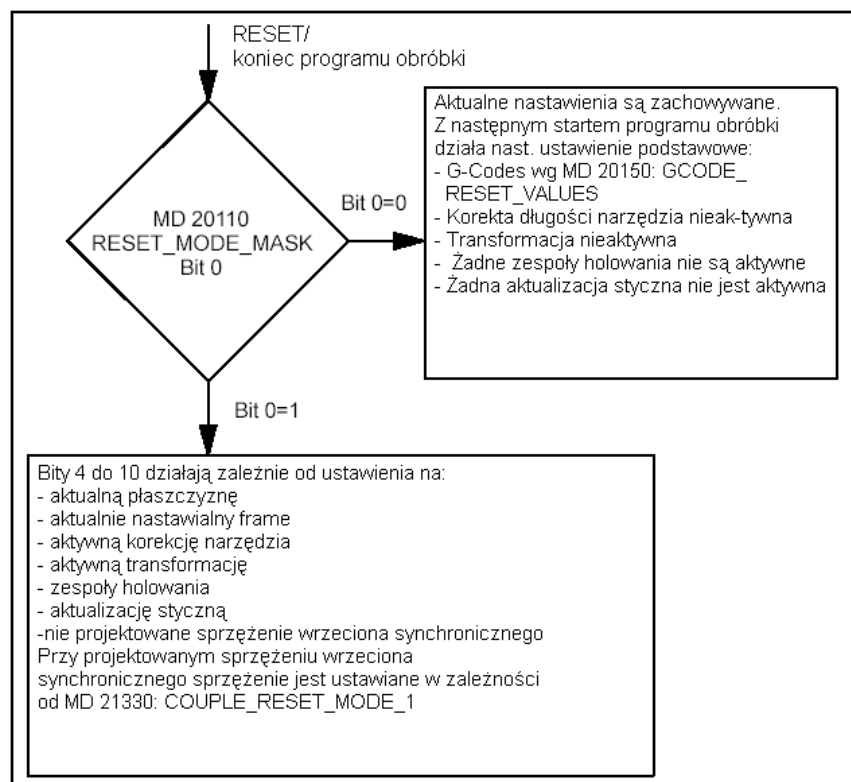 RESET/
koniec programu obróbki
Aktualne nastawienia są zachowywane.
Z następnym startem programu obróbki
działa nast. ustawienie podstawowe:
- G-Codes wg MD 20150: GCODE_
RESET_VALUES
- Korekta długości narzędzia nieak-tywna
- Transformacja nieaktywna
- Żadne zespoły holowania nie są aktywne
- Żadna aktualizacja styczna nie jest aktywna
Bit 0=0
MD 20110
RESET_MODE_MASK
Bit 0
Bit 0=1
Bity 4 do 10 działają zależnie od ustawienia na:
- aktualną płaszczyznę
- aktualnie nastawialny frame
- aktywną korekcję narzędzia
- aktywną transformację
- zespoły holowania
- aktualizację styczną
-nie projektowane sprzężenie wrzeciona synchronicznego
Przy projektowanym sprzężeniu wrzeciona
synchronicznego sprzężenie jest ustawiane w zależności
od MD 21330: COUPLE_RESET_MODE_1